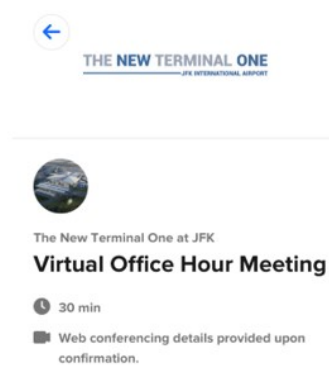 THE NEW TERMINAL ONE
JFK INTERNATIONAL AIRPORT
The New Terminal One at JFK
Virtual Office Hour Meeting
30 min
Web conferencing details provided upon
confirmation.